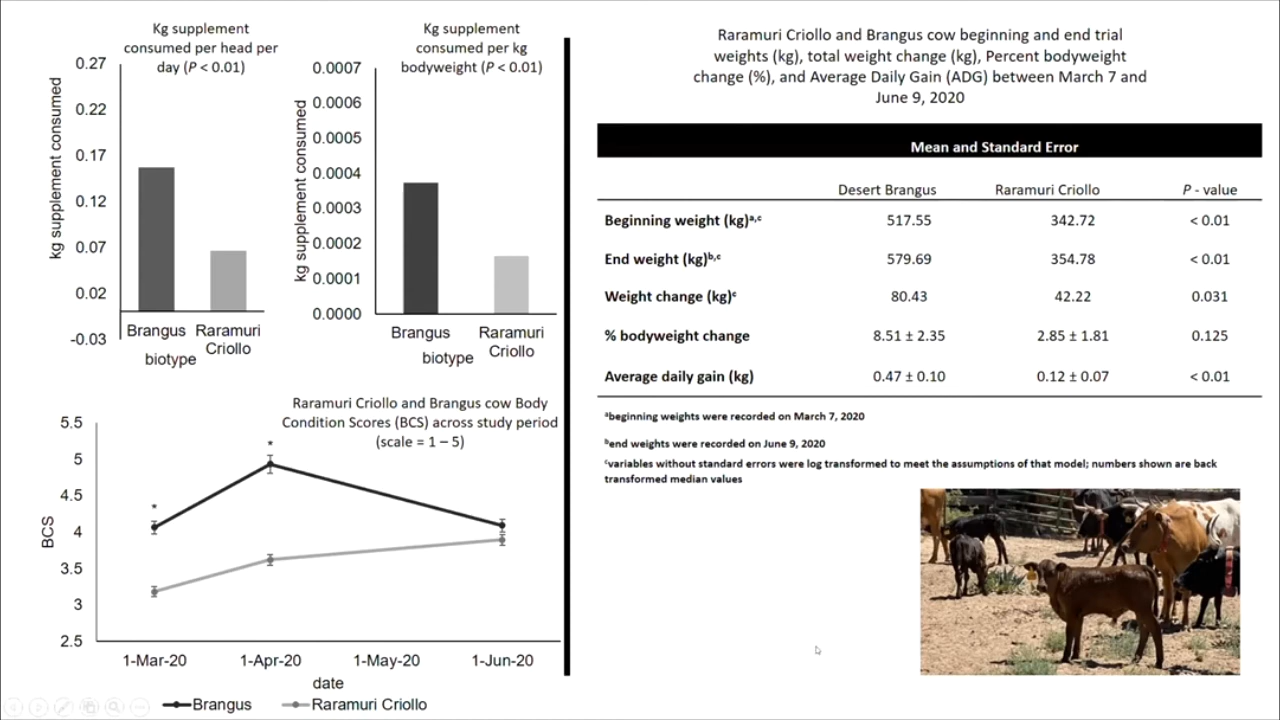 Kg supplement
consumed per head per
day (P < 0.01)
kg supplement consumed
0.27
0.22
0.17
0.12
0.07
0.02
-0.03
Brangus
Raramuri
Criollo
biotype
Kg supplement
consumed per kg
bodyweight (P < 0.01)
kg supplement consumed
0.0007
0.0006
0.0005
0.0004
0.0003
0.0002
0.0001
0.0000
Brangus
Raramuri
Criollo
biotype
Raramuri Criollo and Brangus cow Body
Condition Scores (BCS) across study period
(scale = 1 – 5)
BCS
5.5
5
4.5
4
3.5
3
2.5
*
*
1-Mar-20 1-Apr-20 1-May-20 1-Jun-20
date
Brangus Raramuri Criollo
Raramuri Criollo and Brangus cow beginning and end trial
weights (kg), total weight change (kg), Percent bodyweight
change (%), and Average Daily Gain (ADG) between March 7 and
June 9, 2020
Mean and Standard Error
Desert Brangus Raramuri Criollo P - value
Beginning weight (kg)a,c 517.55 342.72 < 0.01
End weight (kg)b,c 579.69 354.78 < 0.01
Weight change (kg)c 80.43 42.22 0.031
% bodyweight change 8.51 ± 2.35 2.85 ± 1.81 0.125
Average daily gain (kg) 0.47 ± 0.10 0.12 ± 0.07 < 0.01
abeginning weights were recorded on March 7, 2020
bend weights were recorded on June 9, 2020
cvariables without standard errors were log transformed to meet the assumptions of that model; numbers shown are back
transformed median values